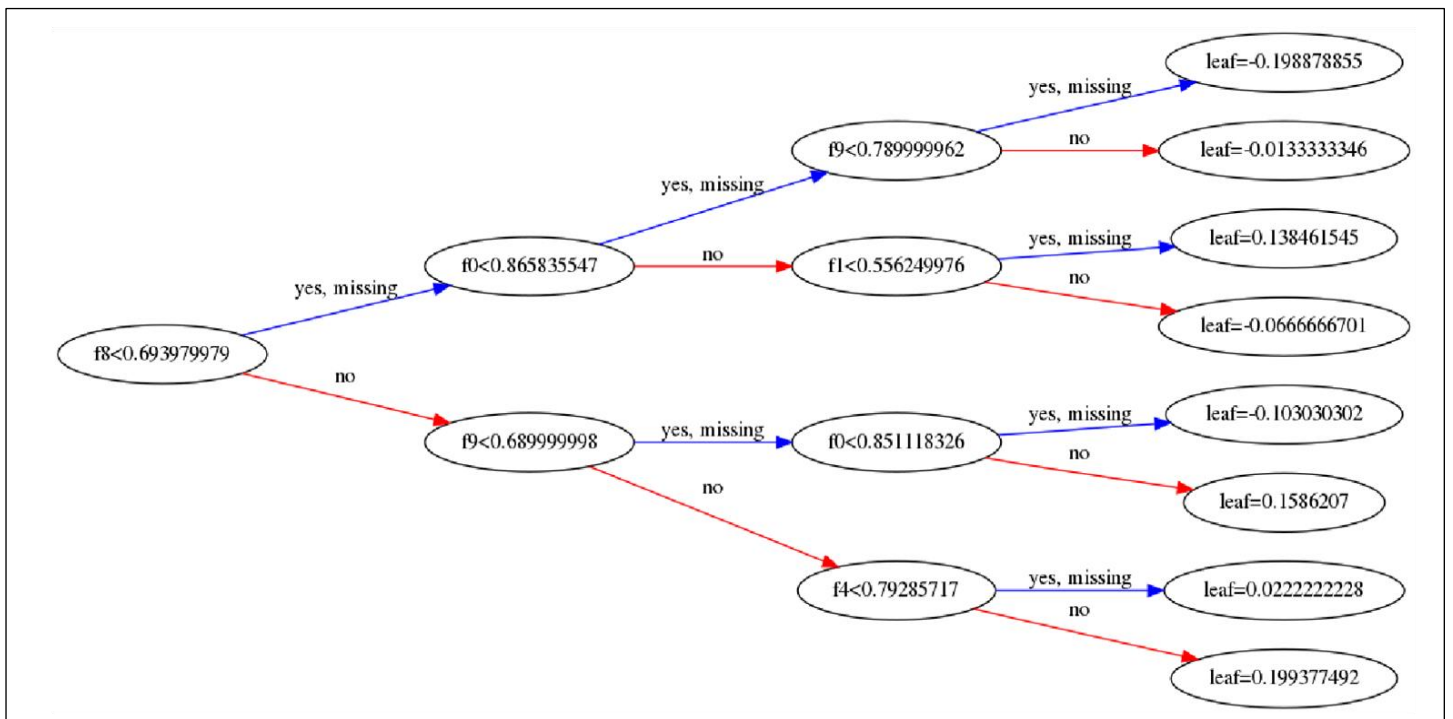 leaf=-0.198878855
yes, missing
f9<0.789999962
no
leaf=-0.0133333346
yes, missing
leaf=0.138461545
yes, missing
f0<0.865835547
no
f1<0.556249976
no
yes, missing
leaf=-0.0666666701
f8<0.693979979
no
leaf=-0.103030302
yes, missing
f9<0.689999998
yes, missing
f0<0.851118326
no
no
leaf=0.1586207
yes, missing
f4<0.79285717
leaf=0.0222222228
no
leaf=0.199377492